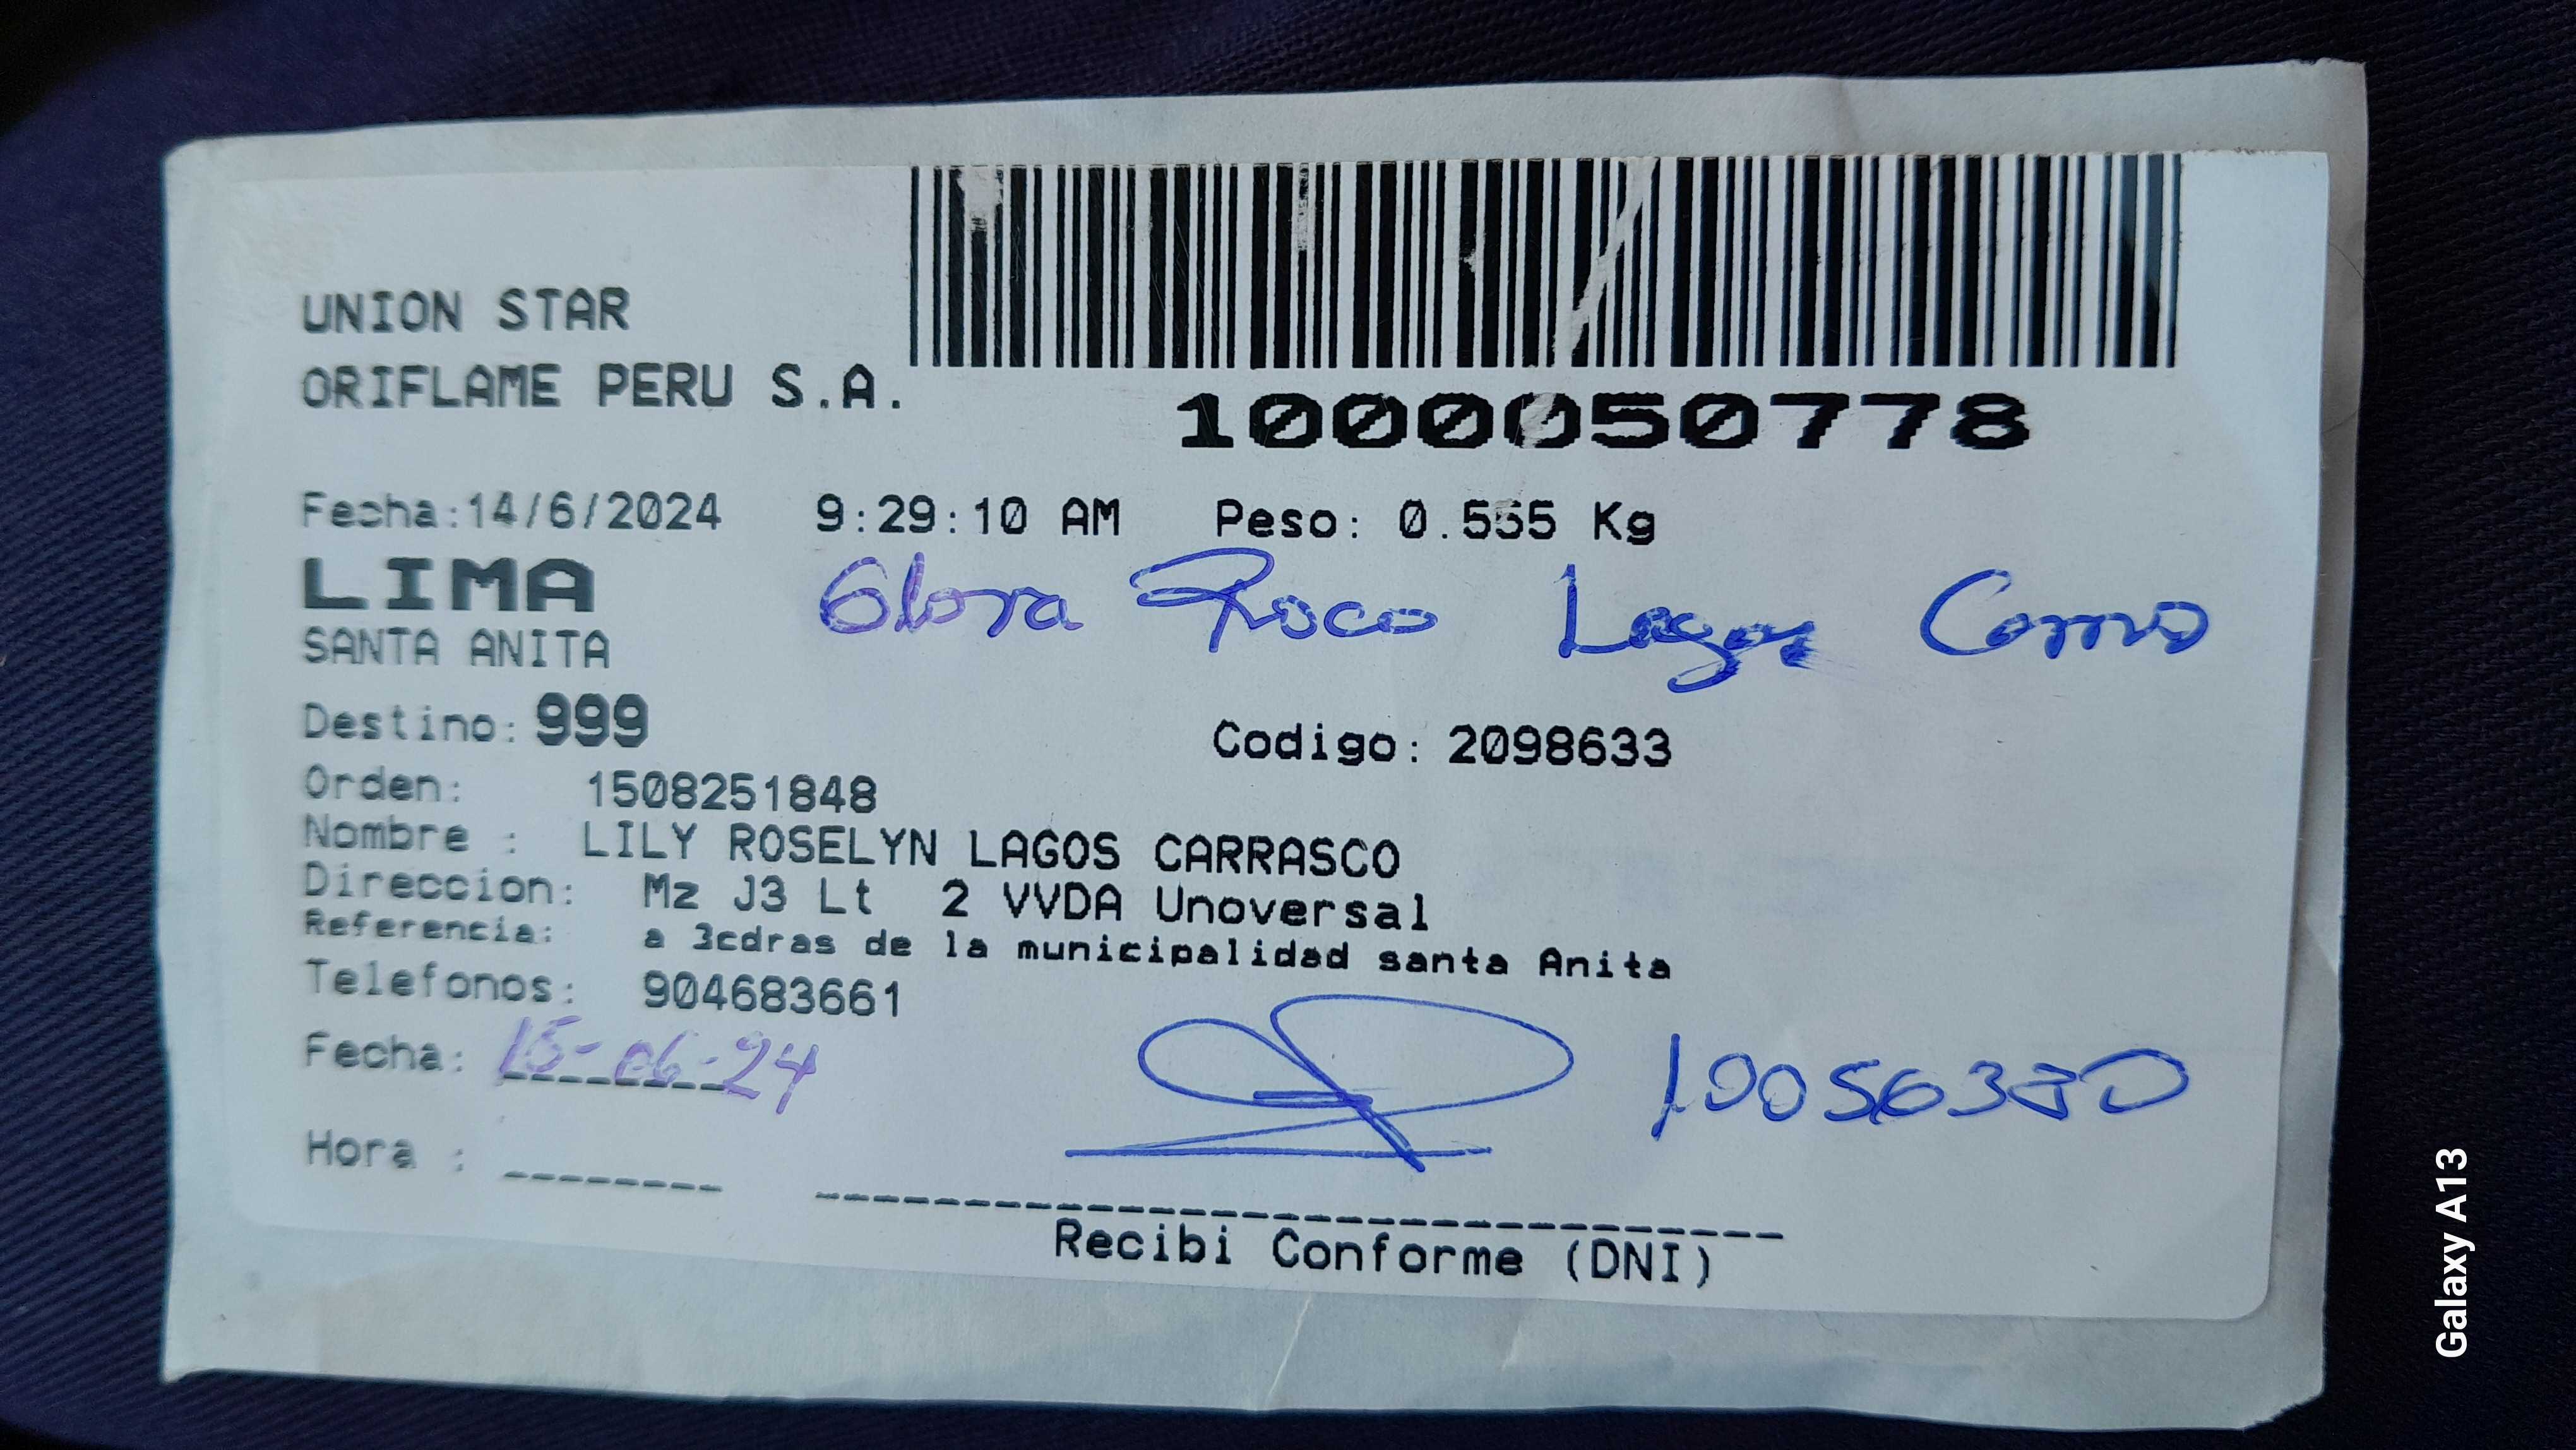 UNION STAR
ORIFLAME PERU S.A.
1000050778
Fecha:14/6/2024 9:29:10 AM Peso: 0.555 Kg
LIMA
SANTA ANITA
Lagos
Destino: 999
Codigo: 2098633
Orden: 1508251848
Nombre : LILY ROSELYN LAGOS CARRASCO
Direccion: Mz J3 Lt 2 VVDA Unoversal
Referencia: a 3cdras de la municipalidad santa Anita
Telefonos: 904683661
Fecha: 15-06-24
Hora :
Recibi Conforme (DNI)
Galaxy A13